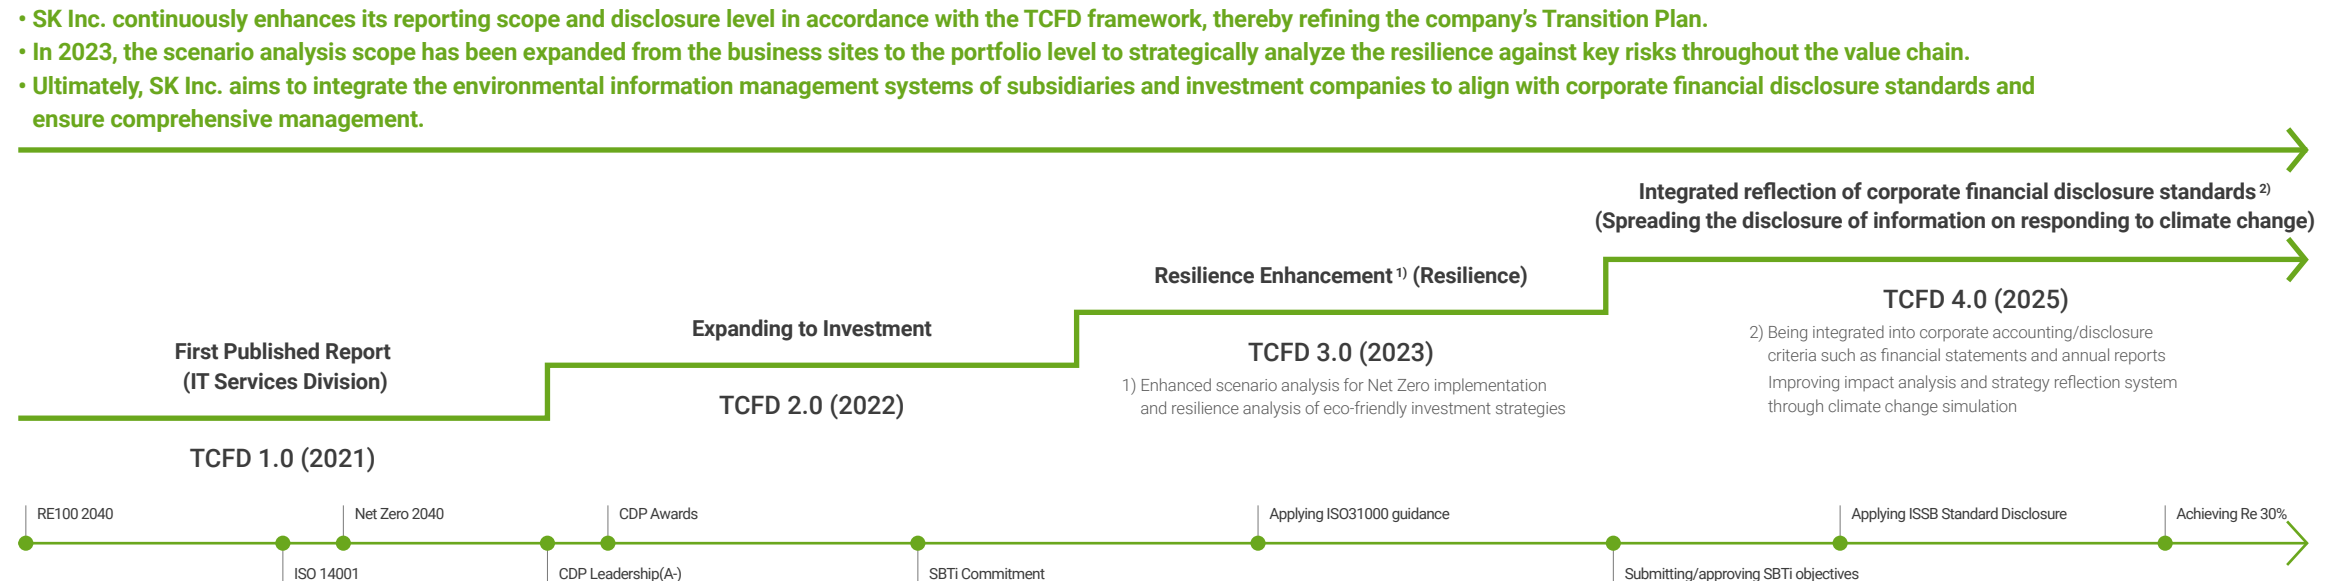 • SK Inc. continuously enhances its reporting scope and disclosure level in accordance with the TCFD framework, thereby refining the company’s Transition Plan.
• In 2023, the scenario analysis scope has been expanded from the business sites to the portfolio level to strategically analyze the resilience against key risks throughout the value chain.
• Ultimately, SK Inc. aims to integrate the environmental information management systems of subsidiaries and investment companies to align with corporate financial disclosure standards and
ensure comprehensive management.
First Published Report
(IT Services Division)
TCFD 1.0 (2021)
Expanding to Investment
TCFD 2.0 (2022)
Resilience Enhancement 1) (Resilience)
TCFD 3.0 (2023)
1) Enhanced scenario analysis for Net Zero implementation
and resilience analysis of eco-friendly investment strategies
Integrated reflection of corporate financial disclosure standards 2)
(Spreading the disclosure of information on responding to climate change)
TCFD 4.0 (2025)
2) Being integrated into corporate accounting/disclosure
criteria such as financial statements and annual reports
Improving impact analysis and strategy reflection system
through climate change simulation
RE100 2040
ISO 14001
Net Zero 2040
CDP Leadership(A-)
CDP Awards
SBTi Commitment
Applying ISO31000 guidance
Submitting/approving SBTi objectives
Applying ISSB Standard Disclosure
Achieving Re 30%